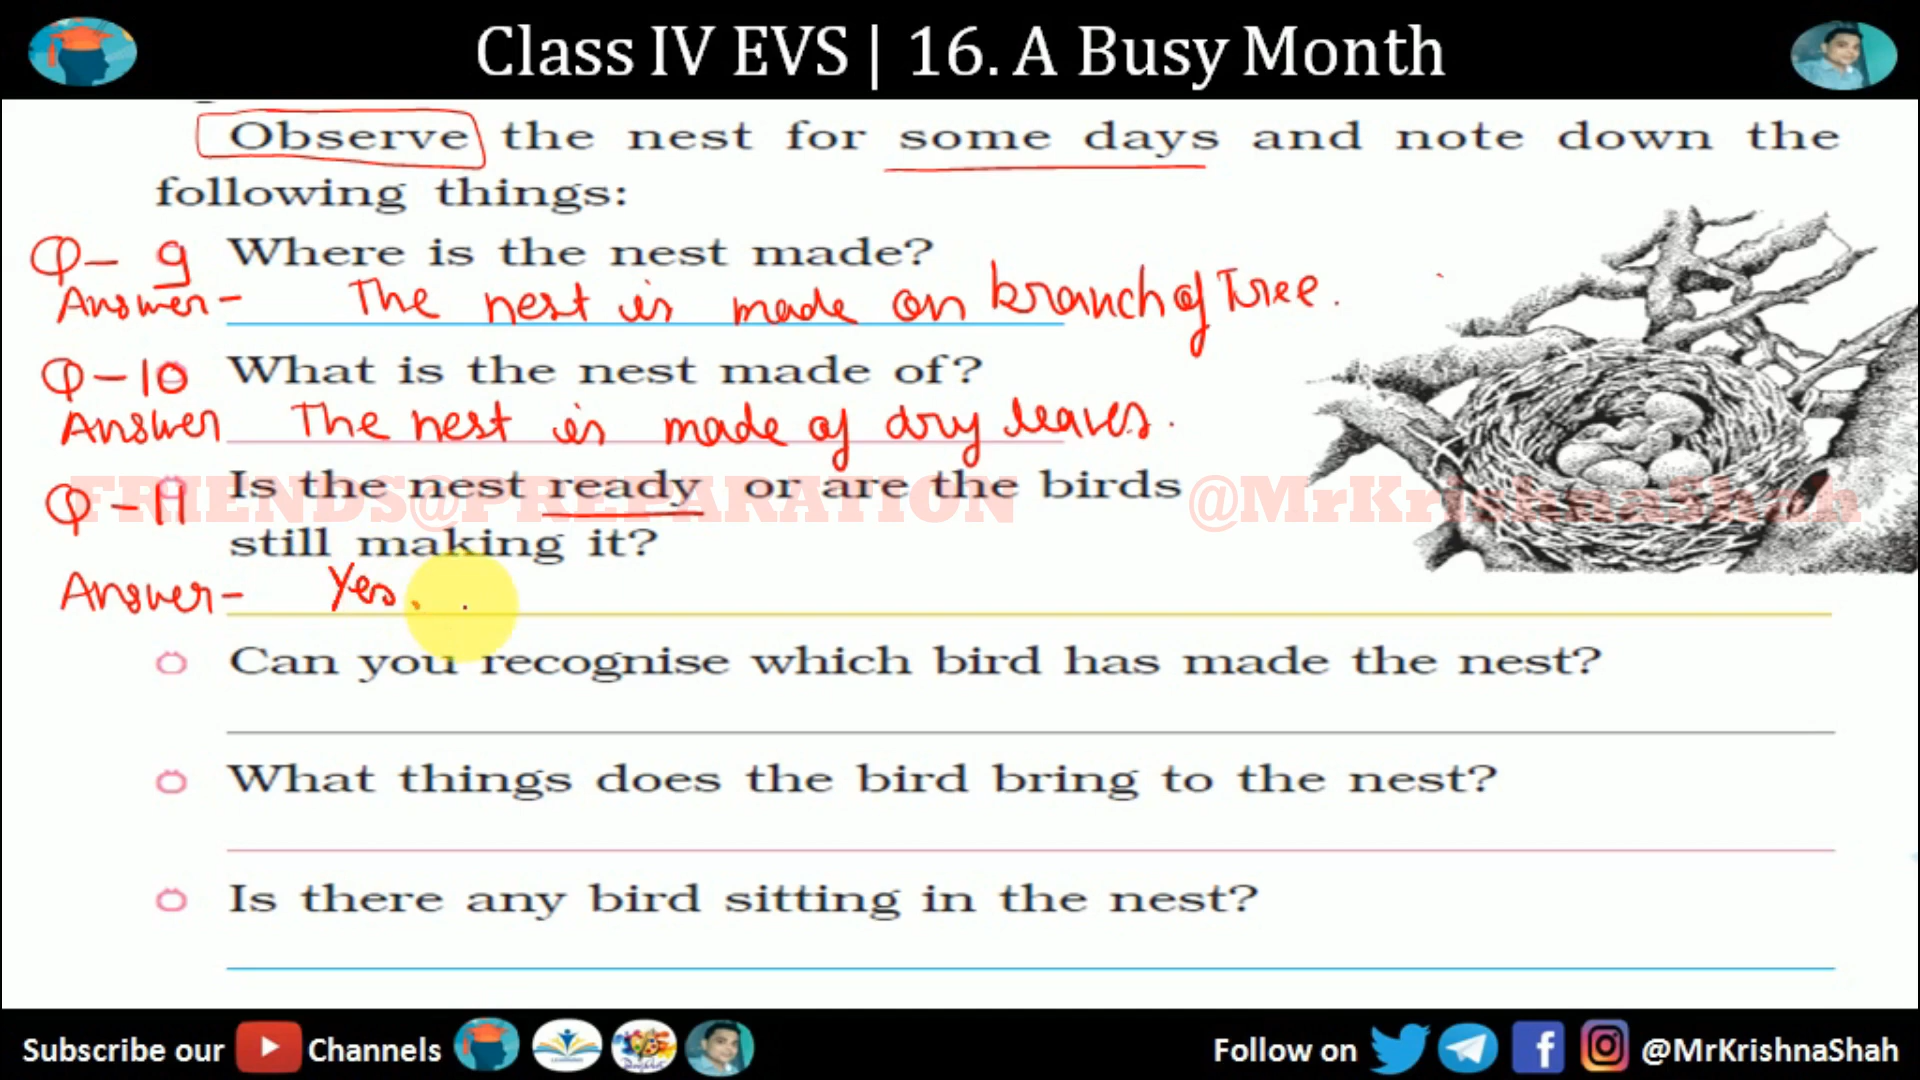 Class IV EVS | 16. A Busy Month
Observe the nest for some days and note down the
following things:
Q-9 Where is the nest made?
Answer- The nest is made on branch of Tree.
Q-10 What is the nest made of?
Answer The nest is made of dry leaves.
Q-11 Is the nest ready or are the birds
FRIENDS@PREPARATION @MrKrishnaShah
still making it?
Answer- Yes.
Can you recognise which bird has made the nest?
What things does the bird bring to the nest?
Is there any bird sitting in the nest?
Subscribe our Channels Follow on @MrKrishnaShah